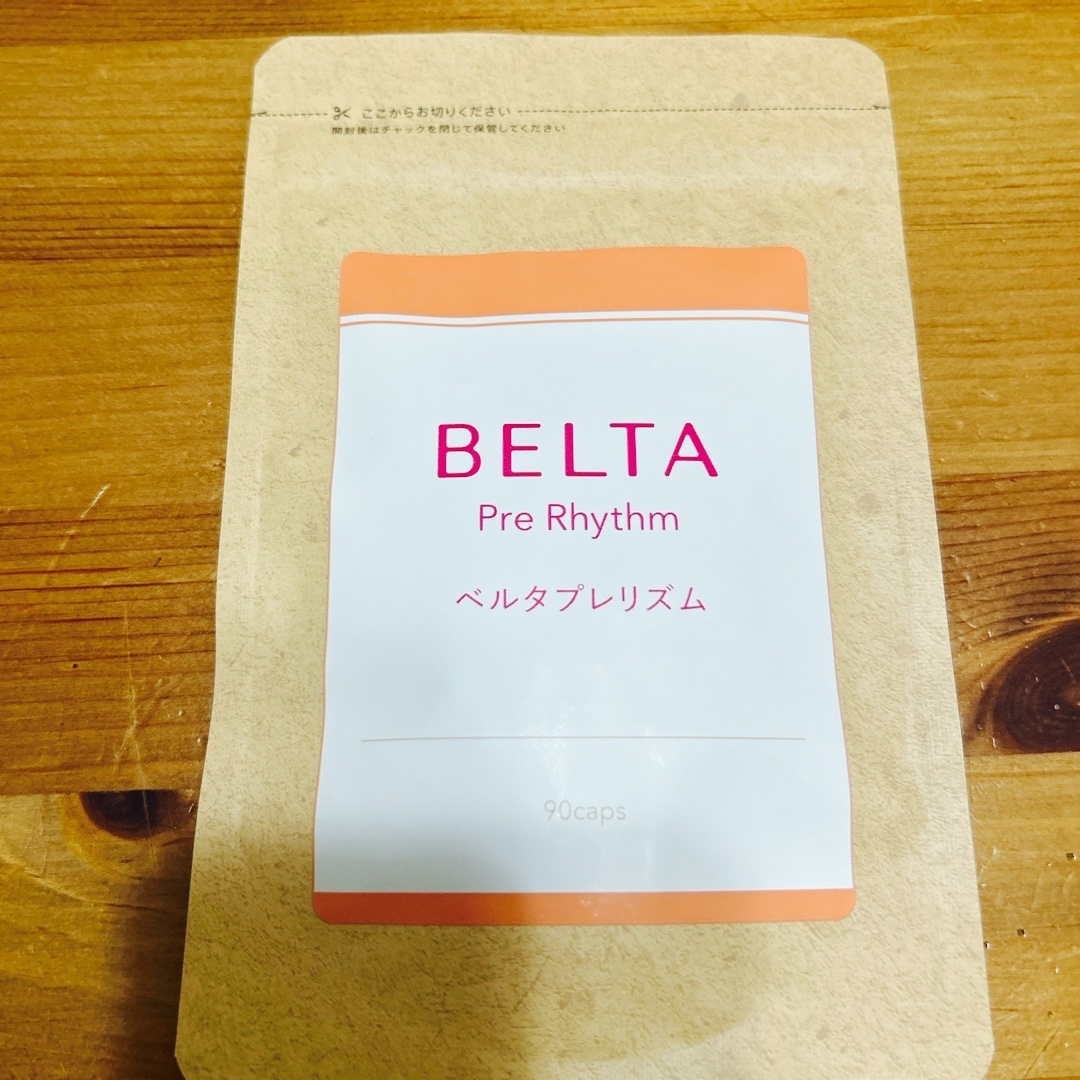 ここからお切りください
開封後はチャックを閉じて保管してください
BELTA
Pre Rhythm
ベルタプレリズム
90caps